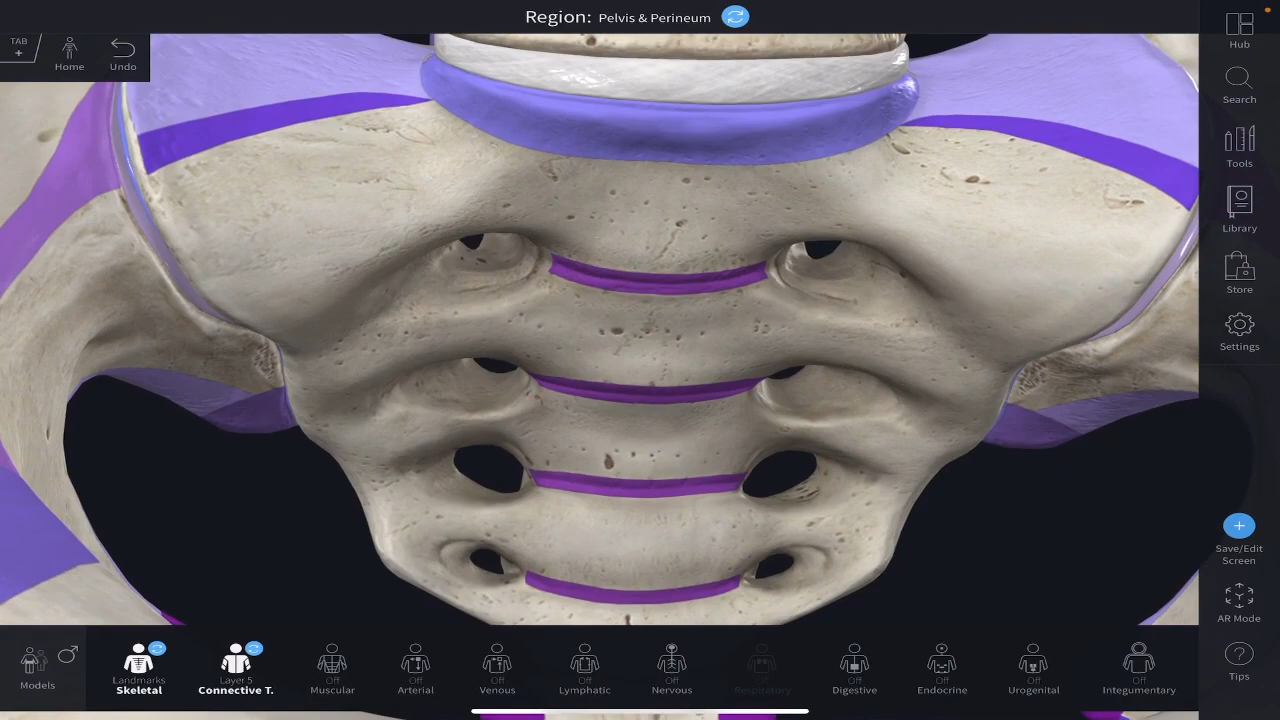 Region: Pelvis & Perineum
TAB
+
Home
Undo
Hub
Search
Tools
Library
Store
Settings
+
Save/Edit
Screen
AR Mode
?
Tips
Models
Landmarks
Skeletal
Layer 5
Connective T.
Off
Muscular
Off
Arterial
Off
Venous
Off
Lymphatic
Off
Nervous
Off
Respiratory
Off
Digestive
Off
Endocrine
Off
Urogenital
Off
Integumentary